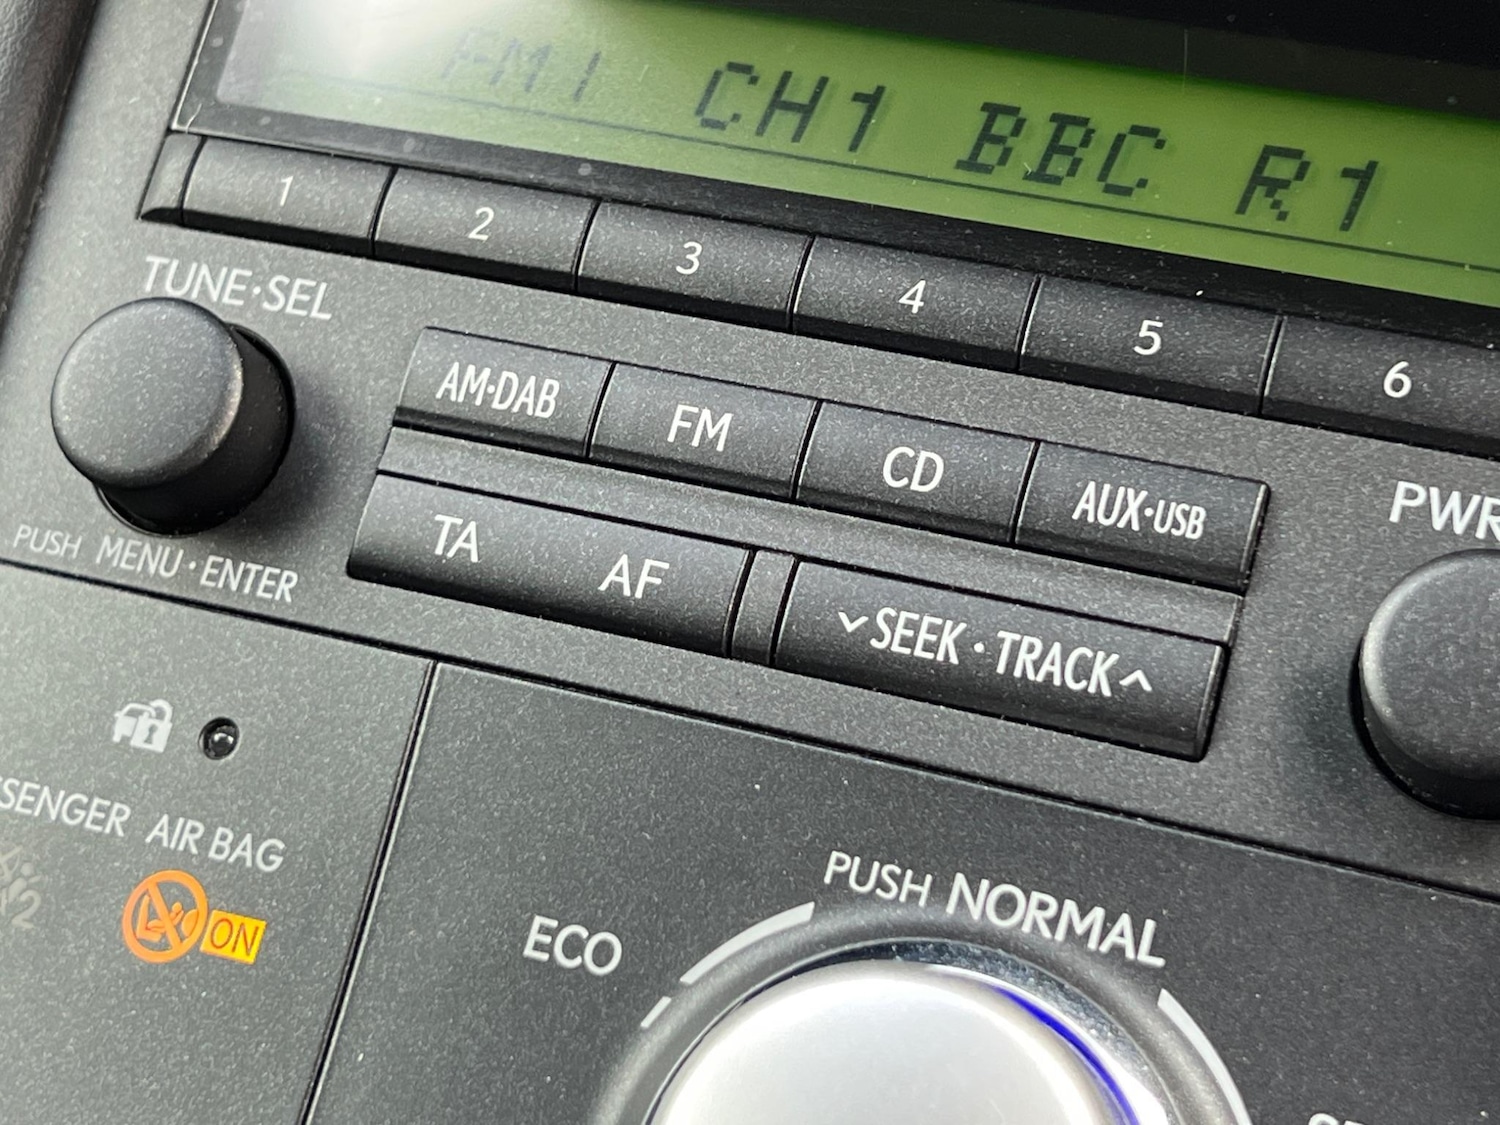 FM1 CH1 BBC R1
1 2 3 4 5 6
TUNE•SEL
AM•DAB FM CD AUX•USB
PWR
PUSH MENU•ENTER
TA AF SEEK•TRACK
AIR BAG
ON
PUSH NORMAL
ECO